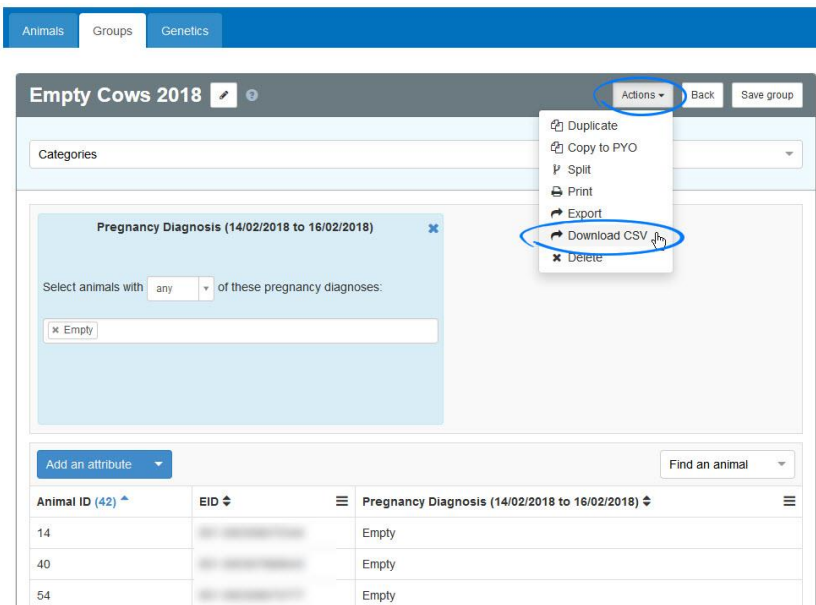 Animals Groups Genetics
Empty Cows 2018 Actions Back Save group
Duplicate
Categories
Copy to PYO
Split
Print
Export
Download CSV
Delete
Pregnancy Diagnosis (14/02/2018 to 16/02/2018)
Select animals with any of these pregnancy diagnoses:
Empty
Add an attribute Find an animal
Animal ID (42) EID Pregnancy Diagnosis (14/02/2018 to 16/02/2018)
14 Empty
40 Empty
54 Empty